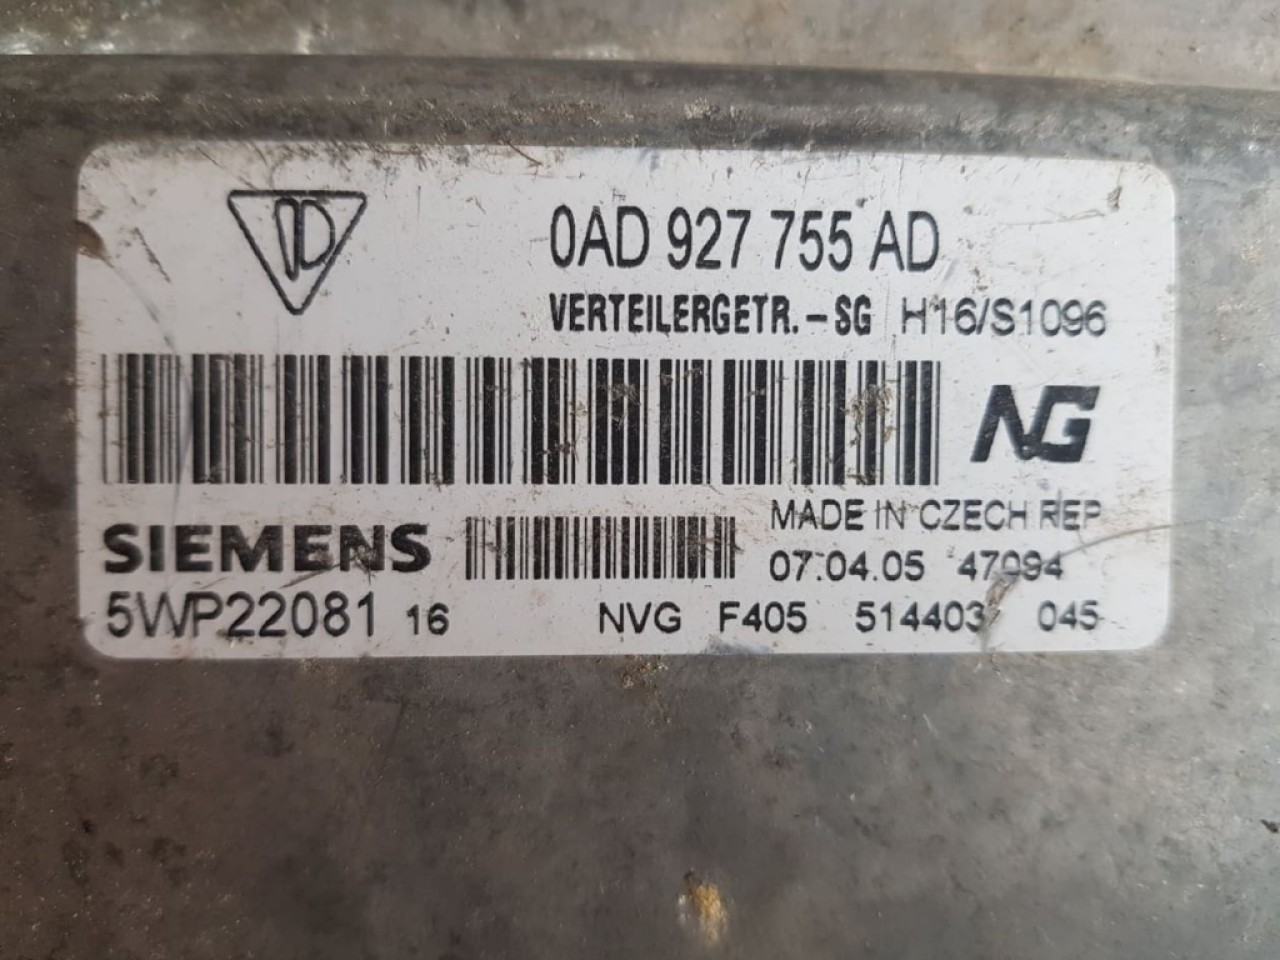 0AD 927 755 AD
VERTEILERGETR.-SG H16/S1096
NG
SIEMENS
MADE IN CZECH REP
07.04.05 47094
5WP22081 16 NVG F405 514403 045